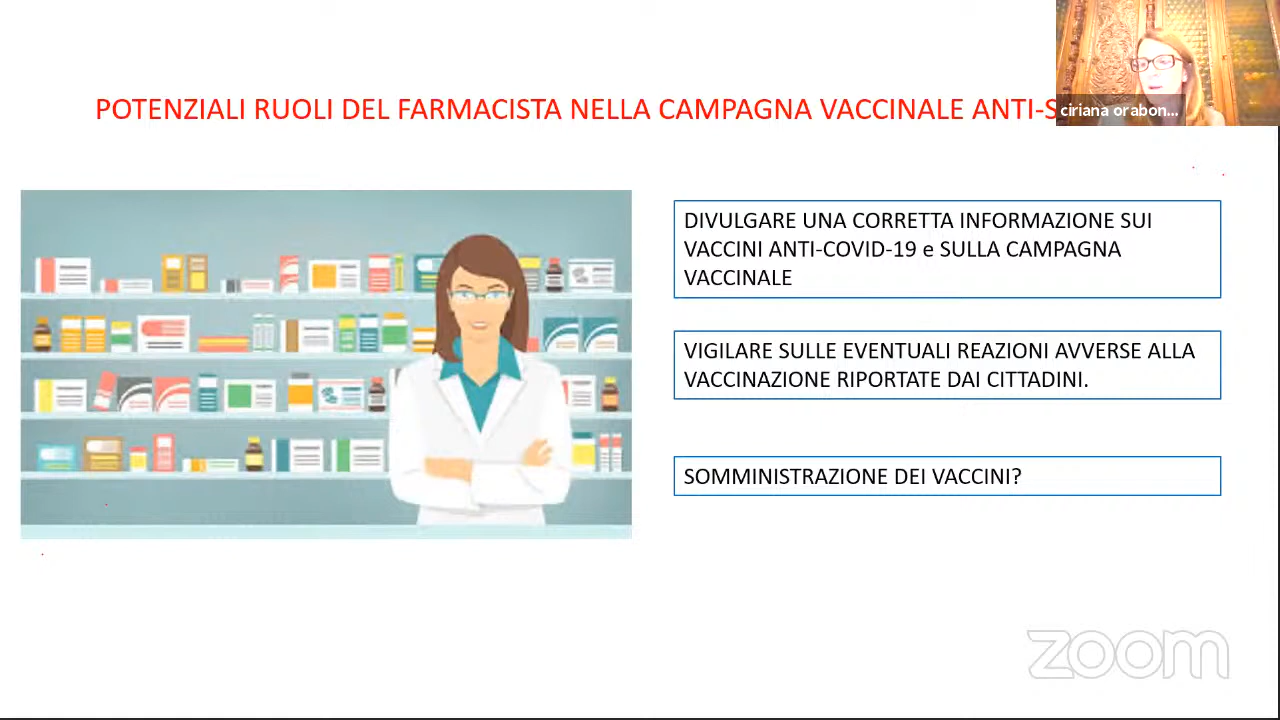 POTENZIALI RUOLI DEL FARMACISTA NELLA CAMPAGNA VACCINALE ANTI-S
ciriana orabon...
DIVULGARE UNA CORRETTA INFORMAZIONE SUI
VACCINI ANTI-COVID-19 e SULLA CAMPAGNA
VACCINALE
VIGILARE SULLE EVENTUALI REAZIONI AVVERSE ALLA
VACCINAZIONE RIPORTATE DAI CITTADINI.
SOMMINISTRAZIONE DEI VACCINI?
zoom